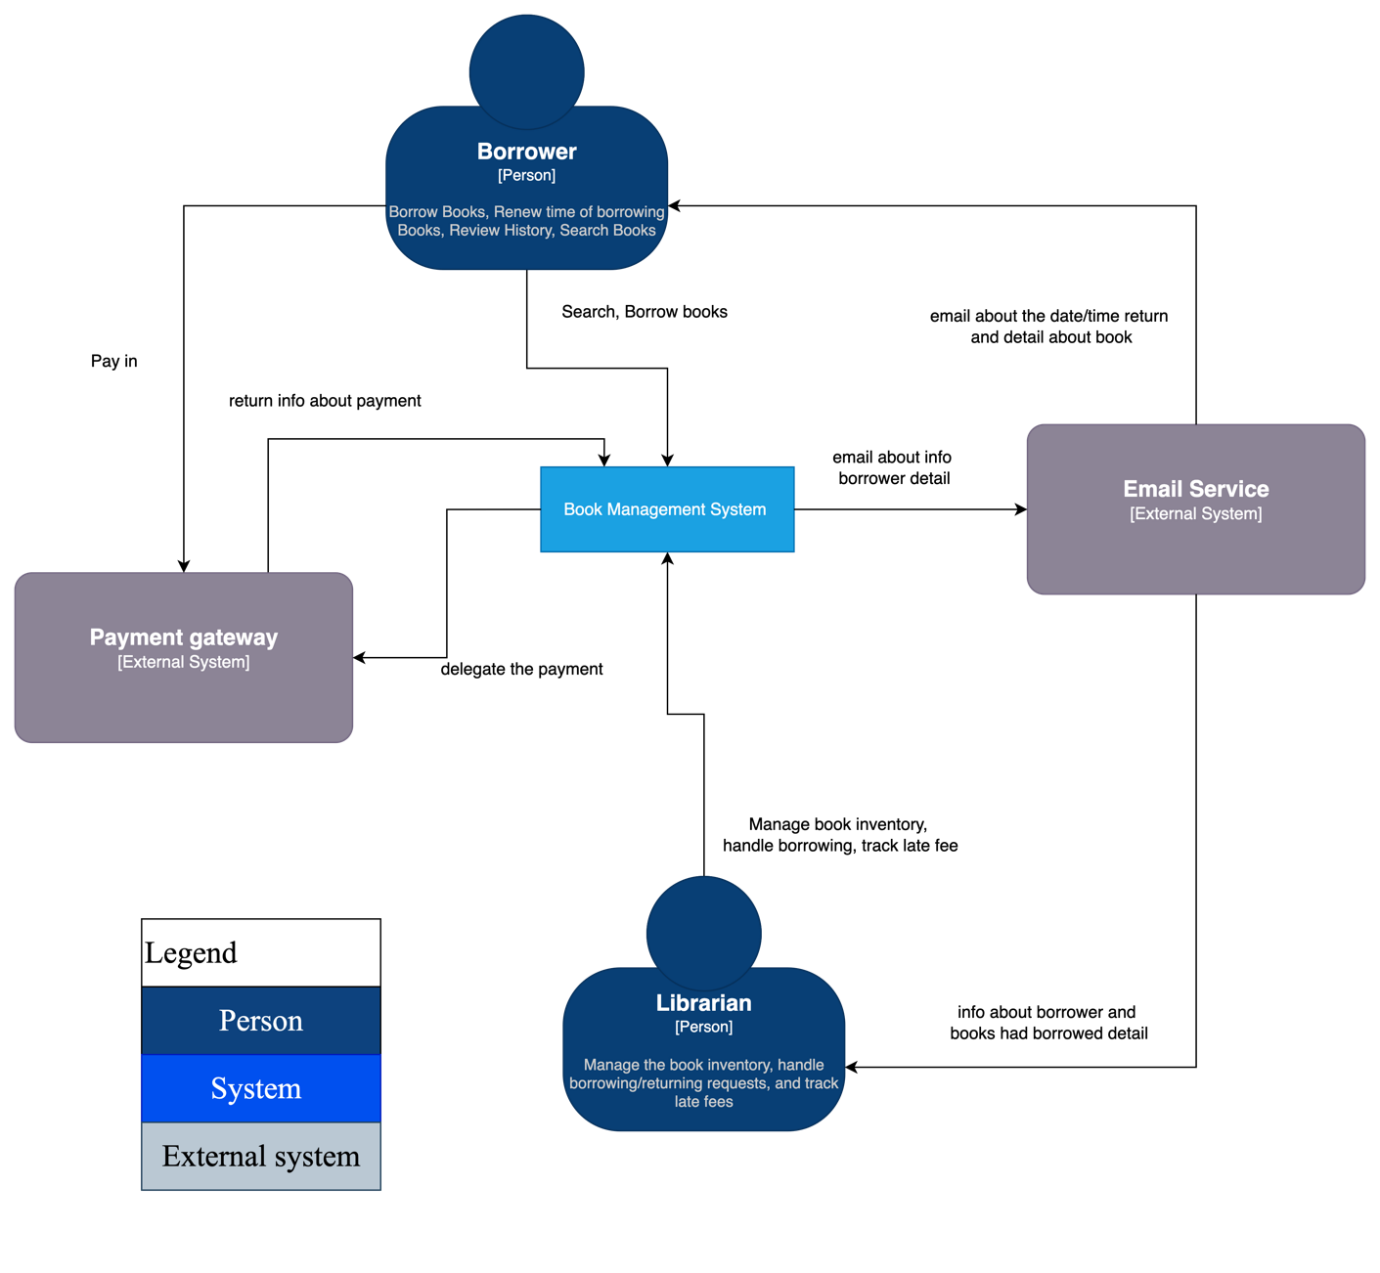 Borrower
[Person]
Borrow Books, Renew time of borrowing
Books, Review History, Search Books
Search, Borrow books
email about the date/time return
and detail about book
Pay in
return info about payment
email about info
borrower detail
Email Service
[External System]
Book Management System
Payment gateway
[External System]
delegate the payment
Manage book inventory,
handle borrowing, track late fee
Legend
Person
System
External system
Librarian
[Person]
Manage the book inventory, handle
borrowing/returning requests, and track
late fees
info about borrower and
books had borrowed detail